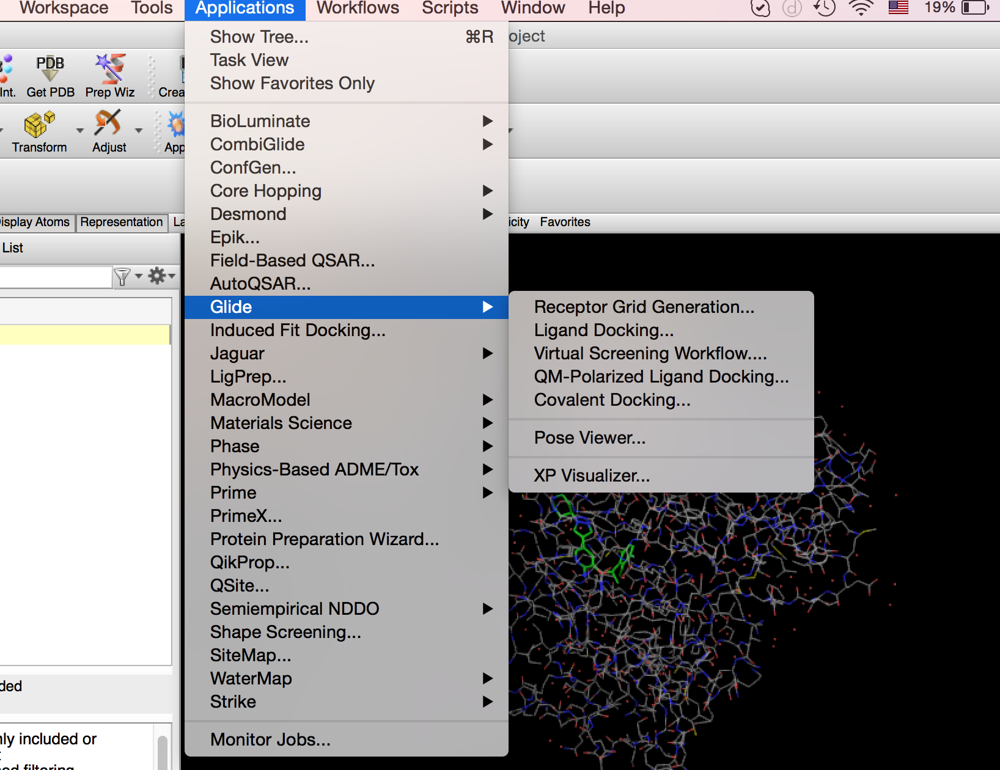 Workspace Tools Applications Workflows Scripts Window Help 19%
Show Tree... ⌘R
Task View
Show Favorites Only
BioLuminate
CombiGlide
ConfGen...
Core Hopping
Desmond
Epik...
Field-Based QSAR...
AutoQSAR...
Glide
Induced Fit Docking...
Jaguar
LigPrep...
MacroModel
Materials Science
Phase
Physics-Based ADME/Tox
Prime
PrimeX...
Protein Preparation Wizard...
QikProp...
QSite...
Semiempirical NDDO
Shape Screening...
SiteMap...
WaterMap
Strike
Monitor Jobs...
Receptor Grid Generation...
Ligand Docking...
Virtual Screening Workflow....
QM-Polarized Ligand Docking...
Covalent Docking...
Pose Viewer...
XP Visualizer...
oject
PDB
Int. Get PDB Prep Wiz Crea
Transform Adjust App
isplay Atoms Representation La icity Favorites
List
ded
nly included or
ed filtering